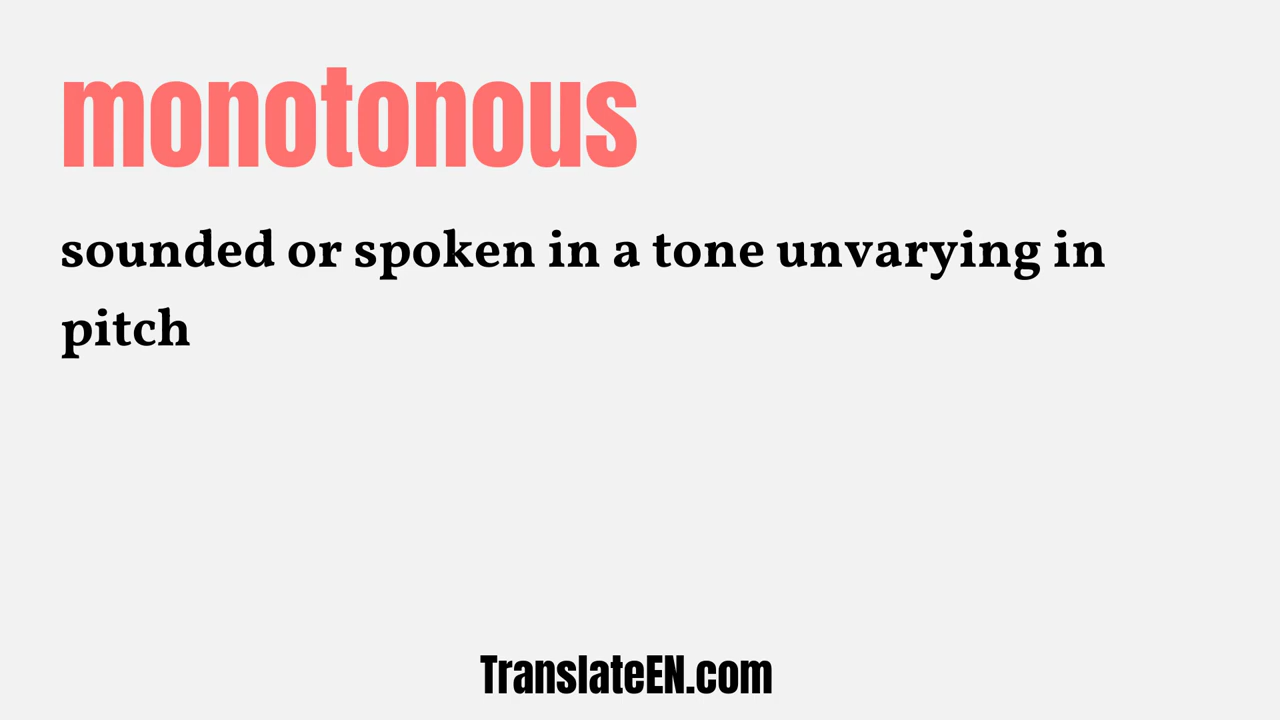 monotonous
sounded or spoken in a tone unvarying in
pitch
TranslateEN.com